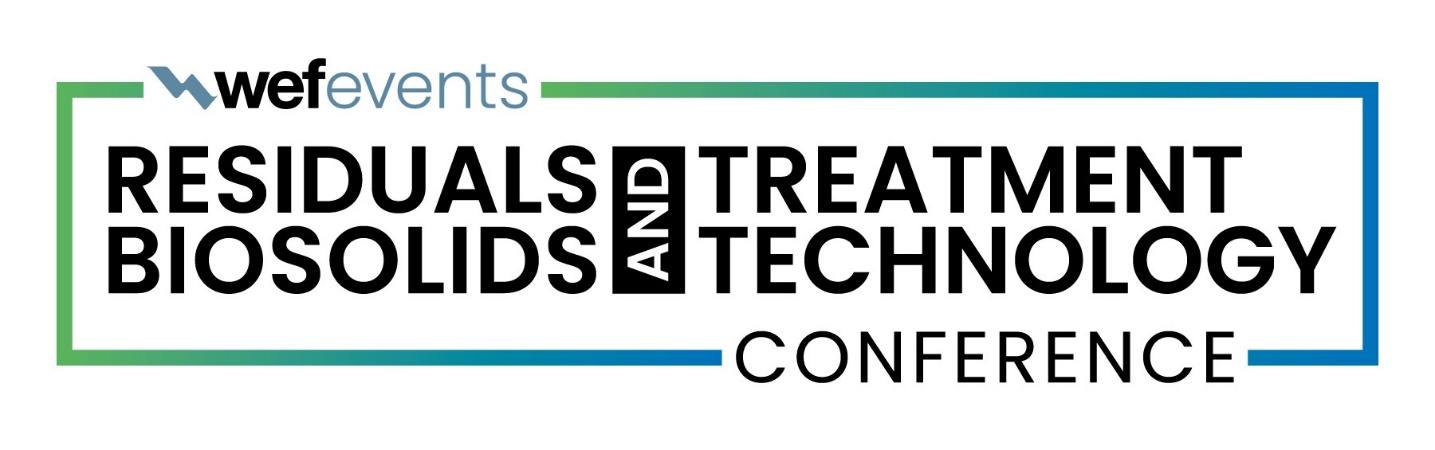 wefevents
RESIDUALS
BIOSOLIDS
AND
TREATMENT
TECHNOLOGY
CONFERENCE